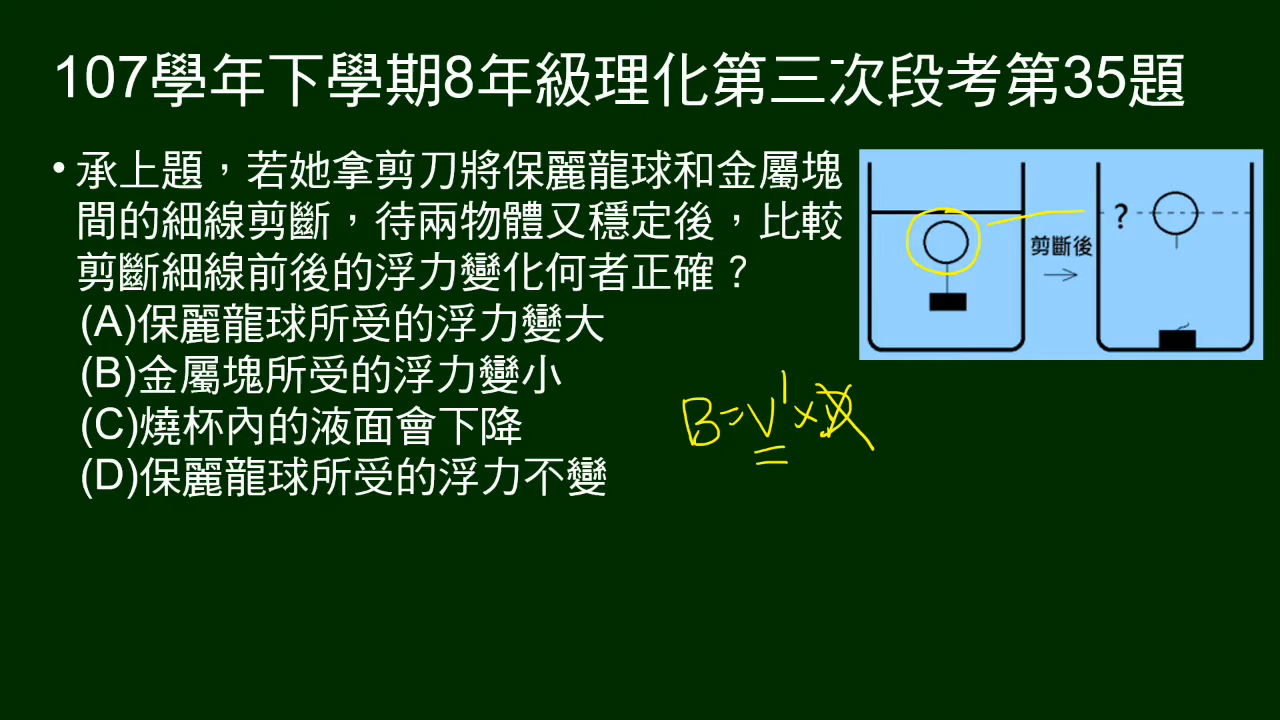 107學年下學期8年級理化第三次段考第35題
• 承上題，若她拿剪刀將保麗龍球和金屬塊
間的細線剪斷，待兩物體又穩定後，比較
剪斷細線前後的浮力變化何者正確？
(A)保麗龍球所受的浮力變大
(B)金屬塊所受的浮力變小
(C)燒杯內的液面會下降
(D)保麗龍球所受的浮力不變
?
剪斷後
B=V'×